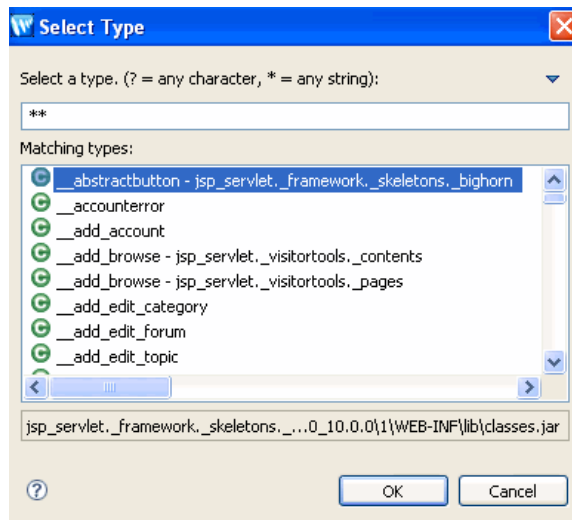 Select Type
Select a type. (? = any character, * = any string):
**
Matching types:
__abstractbutton - jsp_servlet._framework._skeletons._bighorn
__accounterror
__add_account
__add_browse - jsp_servlet._visitortools._contents
__add_browse - jsp_servlet._visitortools._pages
__add_edit_category
__add_edit_forum
__add_edit_topic
jsp_servlet._framework._skeletons._...0_10.0.0\1\WEB-INF\lib\classes.jar
OK Cancel